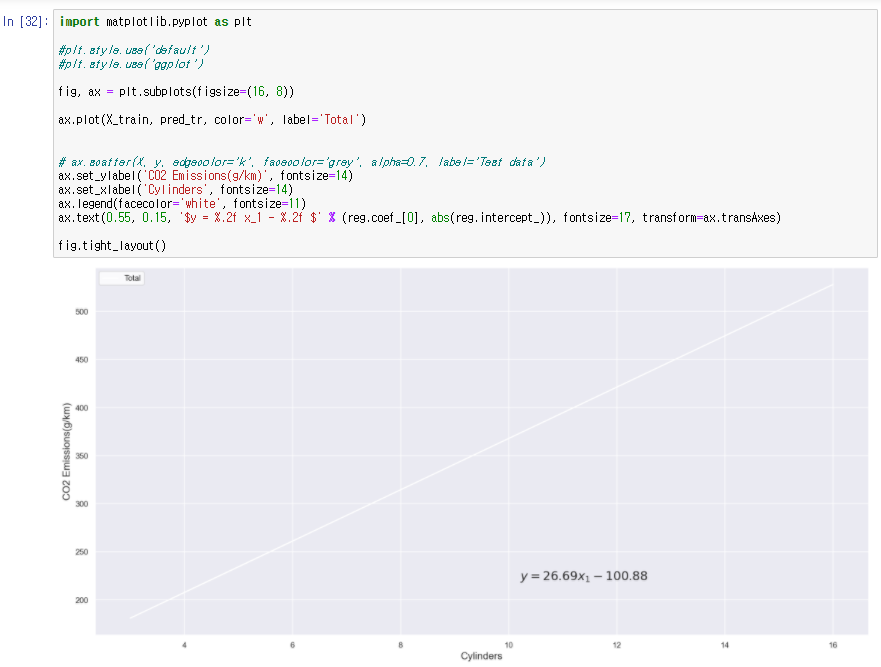 In [32]:
import matplotlib.pyplot as plt
#plt.style.use('default')
#plt.style.use('ggplot')
fig, ax = plt.subplots(figsize=(16, 8))
ax.plot(X_train, pred_tr, color='w', label='Total')
# ax.scatter(X, y, edgecolor='k', facecolor='grey', alpha=0.7, label='Test data')
ax.set_ylabel('CO2 Emissions(g/km)', fontsize=14)
ax.set_xlabel('Cylinders', fontsize=14)
ax.legend(facecolor='white', fontsize=11)
ax.text(0.55, 0.15, '$y = %.2f x_1 - %.2f $' % (reg.coef_[0], abs(reg.intercept_)), fontsize=17, transform=ax.transAxes)
fig.tight_layout()
Total
500
450
400
350
300
250
200
CO2 Emissions(g/km)
y = 26.69x₁ − 100.88
4 6 8 10 12 14 16
Cylinders